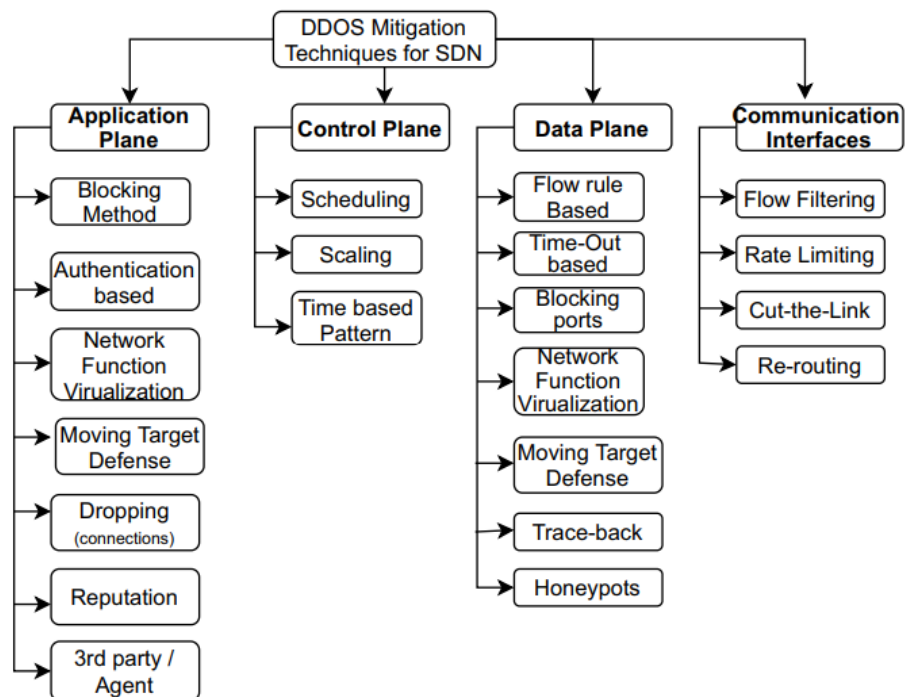 DDOS Mitigation
Techniques for SDN
Application
Plane
Blocking
Method
Authentication
based
Network
Function
Virualization
Moving Target
Defense
Dropping
(connections)
Reputation
3rd party /
Agent
Control Plane
Scheduling
Scaling
Time based
Pattern
Data Plane
Flow rule
Based
Time-Out
based
Blocking
ports
Network
Function
Virualization
Moving Target
Defense
Trace-back
Honeypots
Communication
Interfaces
Flow Filtering
Rate Limiting
Cut-the-Link
Re-routing